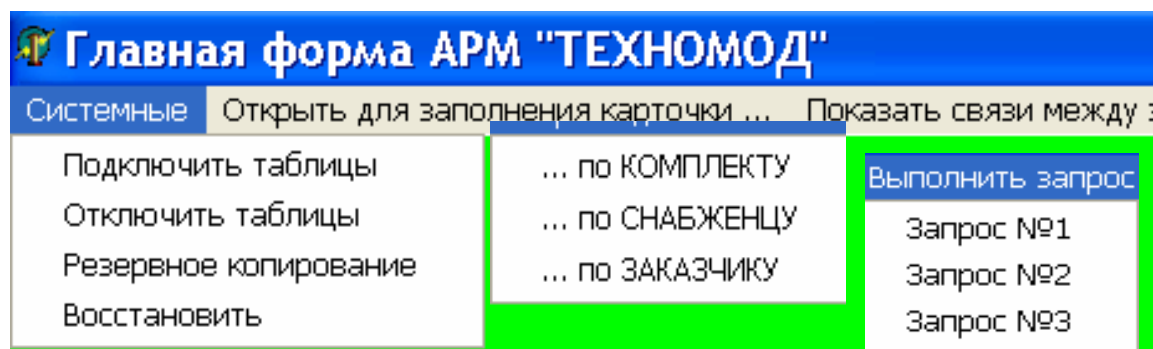 Главная форма АРМ "ТЕХНОМОД"
Системные Открыть для заполнения карточки ... Показать связи между
Подключить таблицы
Отключить таблицы
Резервное копирование
Восстановить
... по КОМПЛЕКТУ
... по СНАБЖЕНЦУ
... по ЗАКАЗЧИКУ
Выполнить запрос
Запрос №1
Запрос №2
Запрос №3